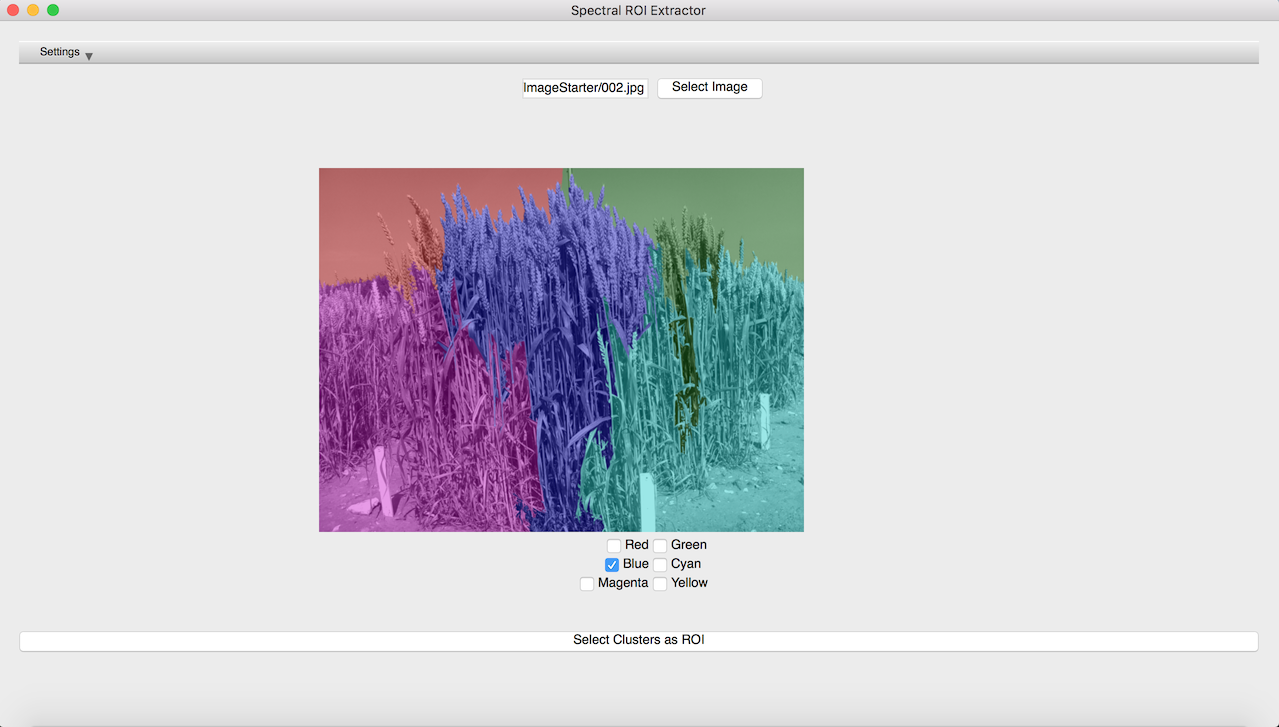 Spectral ROI Extractor
Settings
ImageStarter/002.jpg Select Image
Red Green
Blue Cyan
Magenta Yellow
Select Clusters as ROI